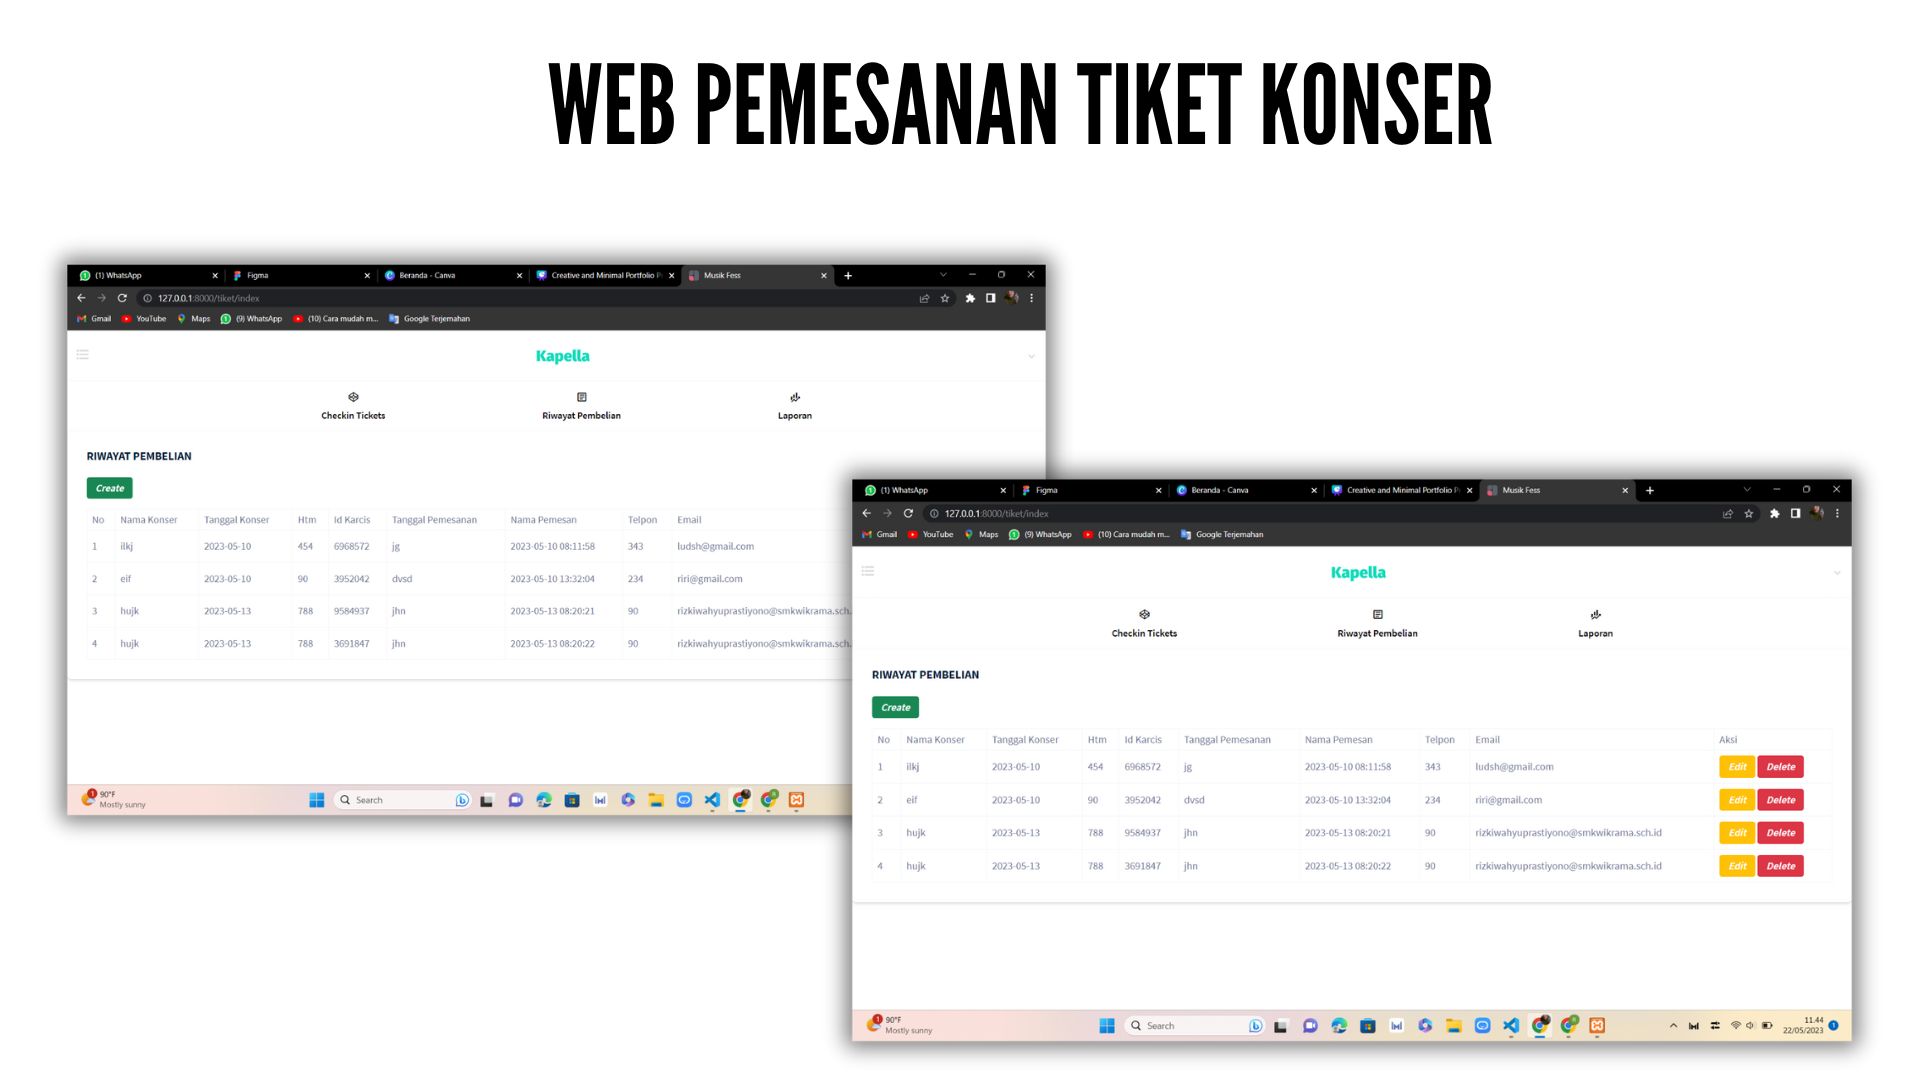 WEB PEMESANAN TIKET KONSER
(1) WhatsApp Figma Beranda - Canva Creative and Minimal Portfolio P Musik Fess
127.0.0.1:8000/tiket/index
Gmail YouTube Maps (9) WhatsApp (10) Cara mudah m... Google Terjemahan
Kapella
Checkin Tickets Riwayat Pembelian Laporan
RIWAYAT PEMBELIAN
Create
No Nama Konser Tanggal Konser Htm Id Karcis Tanggal Pemesanan Nama Pemesan Telpon Email
1 ilkj 2023-05-10 454 6968572 jg 2023-05-10 08:11:58 343 ludsh@gmail.com
2 eif 2023-05-10 90 3952042 dvsd 2023-05-10 13:32:04 234 riri@gmail.com
3 hujk 2023-05-13 788 9584937 jhn 2023-05-13 08:20:21 90 rizkiwahyuprastiyono@smkwikrama.sch.
4 hujk 2023-05-13 788 3691847 jhn 2023-05-13 08:20:22 90 rizkiwahyuprastiyono@smkwikrama.sch.
1 90°F
Mostly sunny
Search
(1) WhatsApp Figma Beranda - Canva Creative and Minimal Portfolio P Musik Fess
127.0.0.1:8000/tiket/index
Gmail YouTube Maps (9) WhatsApp (10) Cara mudah m... Google Terjemahan
Kapella
Checkin Tickets Riwayat Pembelian Laporan
RIWAYAT PEMBELIAN
Create
No Nama Konser Tanggal Konser Htm Id Karcis Tanggal Pemesanan Nama Pemesan Telpon Email Aksi
1 ilkj 2023-05-10 454 6968572 jg 2023-05-10 08:11:58 343 ludsh@gmail.com Edit Delete
2 eif 2023-05-10 90 3952042 dvsd 2023-05-10 13:32:04 234 riri@gmail.com Edit Delete
3 hujk 2023-05-13 788 9584937 jhn 2023-05-13 08:20:21 90 rizkiwahyuprastiyono@smkwikrama.sch.id Edit Delete
4 hujk 2023-05-13 788 3691847 jhn 2023-05-13 08:20:22 90 rizkiwahyuprastiyono@smkwikrama.sch.id Edit Delete
1 90°F
Mostly sunny
Search
11.44
22/05/2023 1